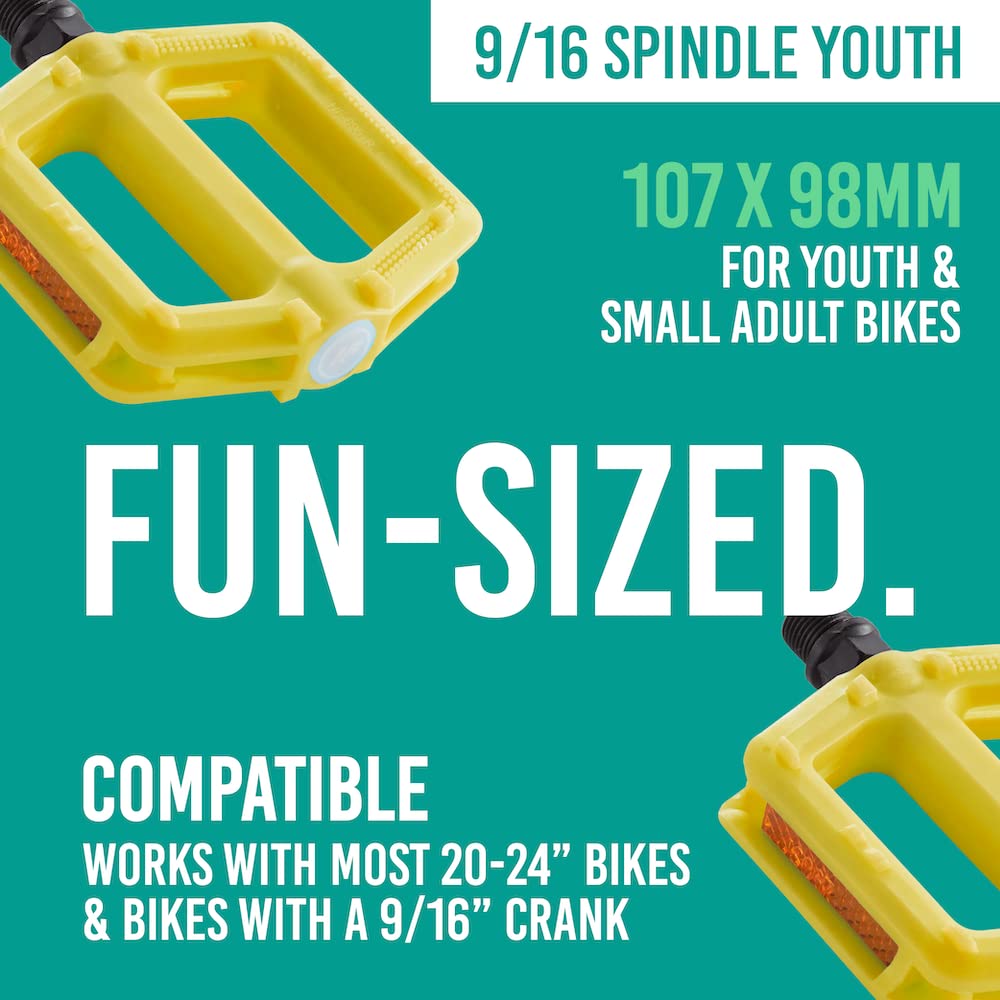 9/16 SPINDLE YOUTH
107 X 98MM
FOR YOUTH &
SMALL ADULT BIKES
FUN-SIZED.
COMPATIBLE
WORKS WITH MOST 20-24” BIKES
& BIKES WITH A 9/16” CRANK